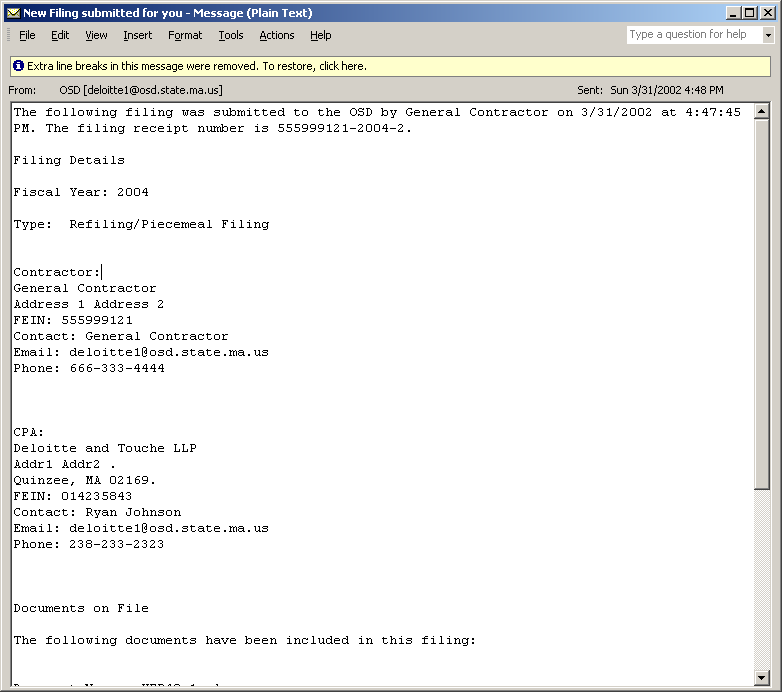 New Filing submitted for you - Message (Plain Text)
File Edit View Insert Format Tools Actions Help Type a question for help
Extra line breaks in this message were removed. To restore, click here.
From: OSD [deloitte1@osd.state.ma.us] Sent: Sun 3/31/2002 4:48 PM
The following filing was submitted to the OSD by General Contractor on 3/31/2002 at 4:47:45
PM. The filing receipt number is 555999121-2004-2.
Filing Details
Fiscal Year: 2004
Type: Refiling/Piecemeal Filing
Contractor:
General Contractor
Address 1 Address 2
FEIN: 555999121
Contact: General Contractor
Email: deloitte1@osd.state.ma.us
Phone: 666-333-4444
CPA:
Deloitte and Touche LLP
Addr1 Addr2 .
Quinzee, MA 02169.
FEIN: 014235843
Contact: Ryan Johnson
Email: deloitte1@osd.state.ma.us
Phone: 238-233-2323
Documents on File
The following documents have been included in this filing: